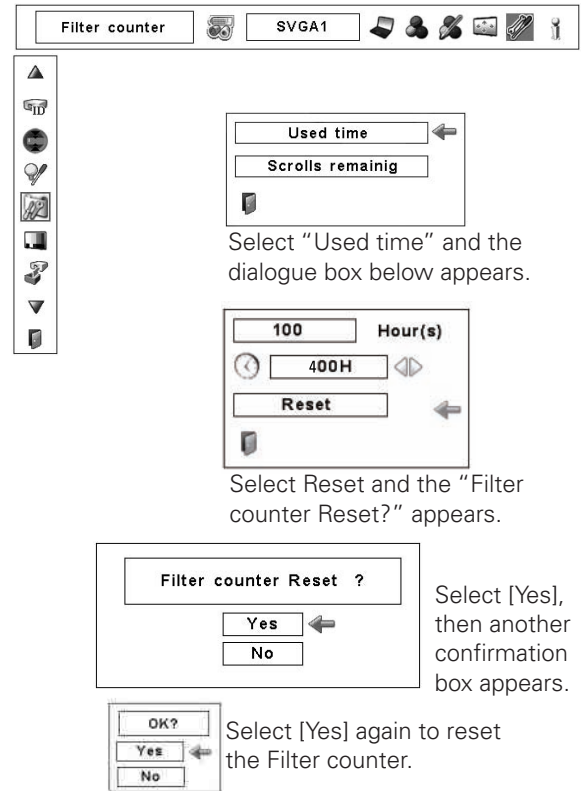 Filter counter
SVGA1
ID
Used time
Scrolls remainig
Select “Used time” and the
dialogue box below appears.
100 Hour(s)
400H
Reset
Select Reset and the “Filter
counter Reset?” appears.
Filter counter Reset ?
Yes
No
Select [Yes],
then another
confirmation
box appears.
OK?
Yes
No
Select [Yes] again to reset
the Filter counter.